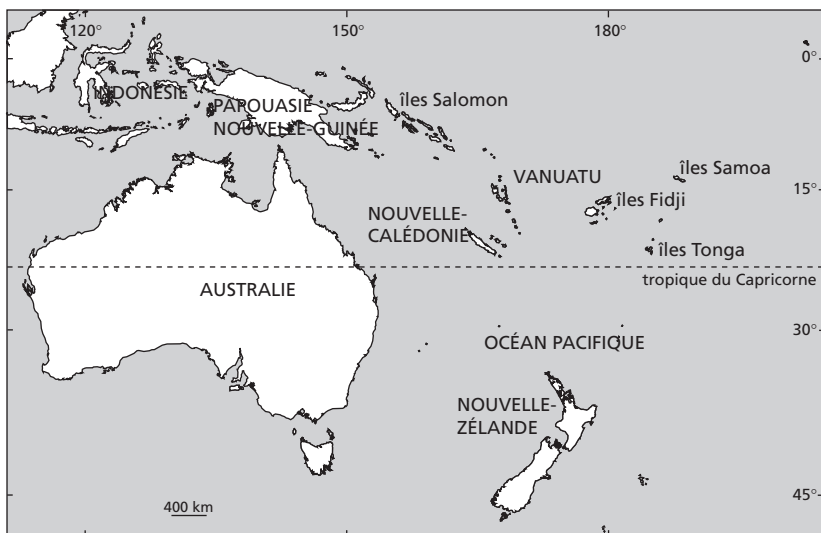 120°
150°
180°
0°
INDONÉSIE
PAPOUASIE
NOUVELLE-GUINÉE
îles Salomon
îles Samoa
VANUATU
15°
îles Fidji
NOUVELLE-
CALÉDONIE
îles Tonga
tropique du Capricorne
AUSTRALIE
30°
OCÉAN PACIFIQUE
NOUVELLE-
ZÉLANDE
400 km
45°